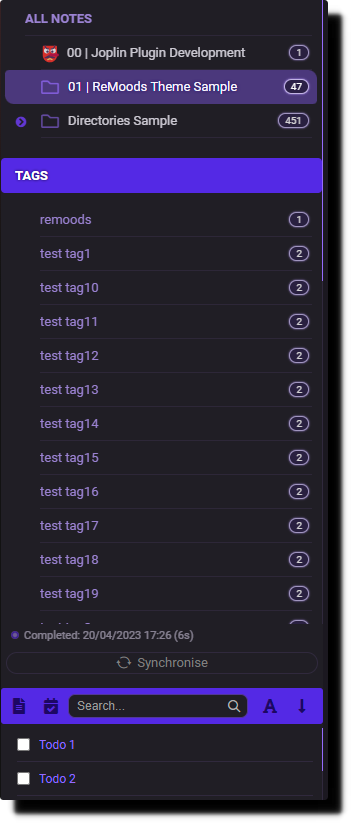 ALL NOTES
00 | Joplin Plugin Development 1
01 | ReMoods Theme Sample 47
Directories Sample 451
TAGS
remoods 1
test tag1 2
test tag10 2
test tag11 2
test tag12 2
test tag13 2
test tag14 2
test tag15 2
test tag16 2
test tag17 2
test tag18 2
test tag19 2
Completed: 20/04/2023 17:26 (6s)
Synchronise
Search... A
Todo 1
Todo 2